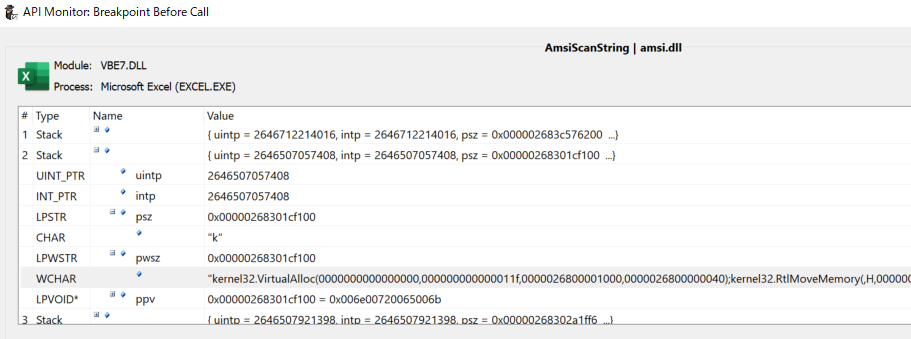 API Monitor: Breakpoint Before Call
AmsiScanString | amsi.dll
Module: VBE7.DLL
Process: Microsoft Excel (EXCEL.EXE)
# Type Name Value
1 Stack { uintp = 2646712214016, intp = 2646712214016, psz = 0x000002683c576200 ...}
2 Stack { uintp = 2646507057408, intp = 2646507057408, psz = 0x00000268301cf100 ...}
UINT_PTR uintp 2646507057408
INT_PTR intp 2646507057408
LPSTR psz 0x00000268301cf100
CHAR "k"
LPWSTR pwsz 0x00000268301cf100
WCHAR "kernel32.VirtualAlloc(0000000000000000,000000000000011f,0000026800001000,0000026800000040);kernel32.RtlMoveMemory(,H,000000
LPVOID* ppv 0x00000268301cf100 = 0x006e00720065006b
3 Stack { uintp = 2646507921398, intp = 2646507921398, psz = 0x00000268302a1ff6 ...}